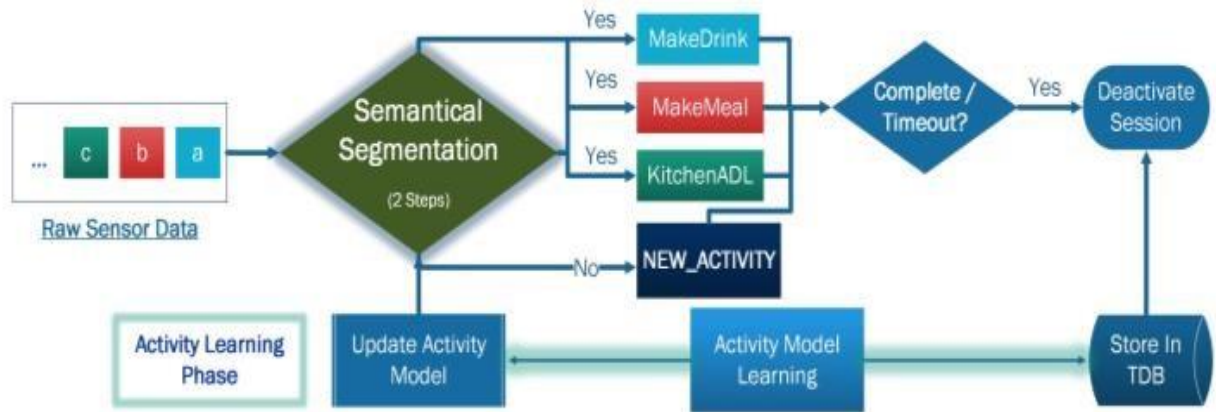 ... c b a
Raw Sensor Data
Semantical
Segmentation
(2 Steps)
Yes
MakeDrink
Yes
MakeMeal
Yes
KitchenADL
No
NEW_ACTIVITY
Complete /
Timeout?
Yes
Deactivate
Session
Activity Learning
Phase
Update Activity
Model
Activity Model
Learning
Store In
TDB